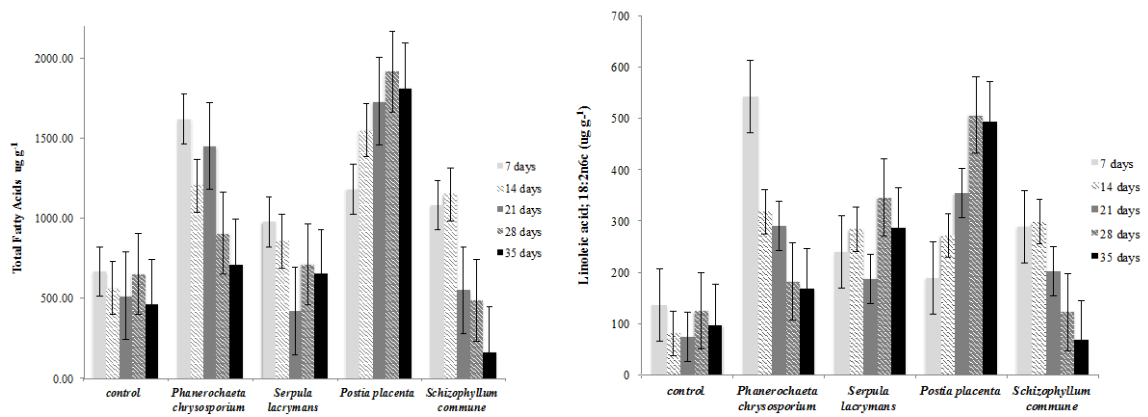 Total Fatty Acids ug g⁻¹
2000.00
1500.00
1000.00
500.00
0.00
control
Phanerochaeta
chrysosporium
Serpula
lacrymans
Postia placenta
Schizophyllum
commune
7 days
14 days
21 days
28 days
35 days
Linoleic acid; 18:2n6c (ug g-¹)
700
600
500
400
300
200
100
0
control
Phanerochaeta
chrysosporium
Serpula
lacrymans
Postia placenta
Schizophyllum
commune
7 days
14 days
21 days
28 days
35 days